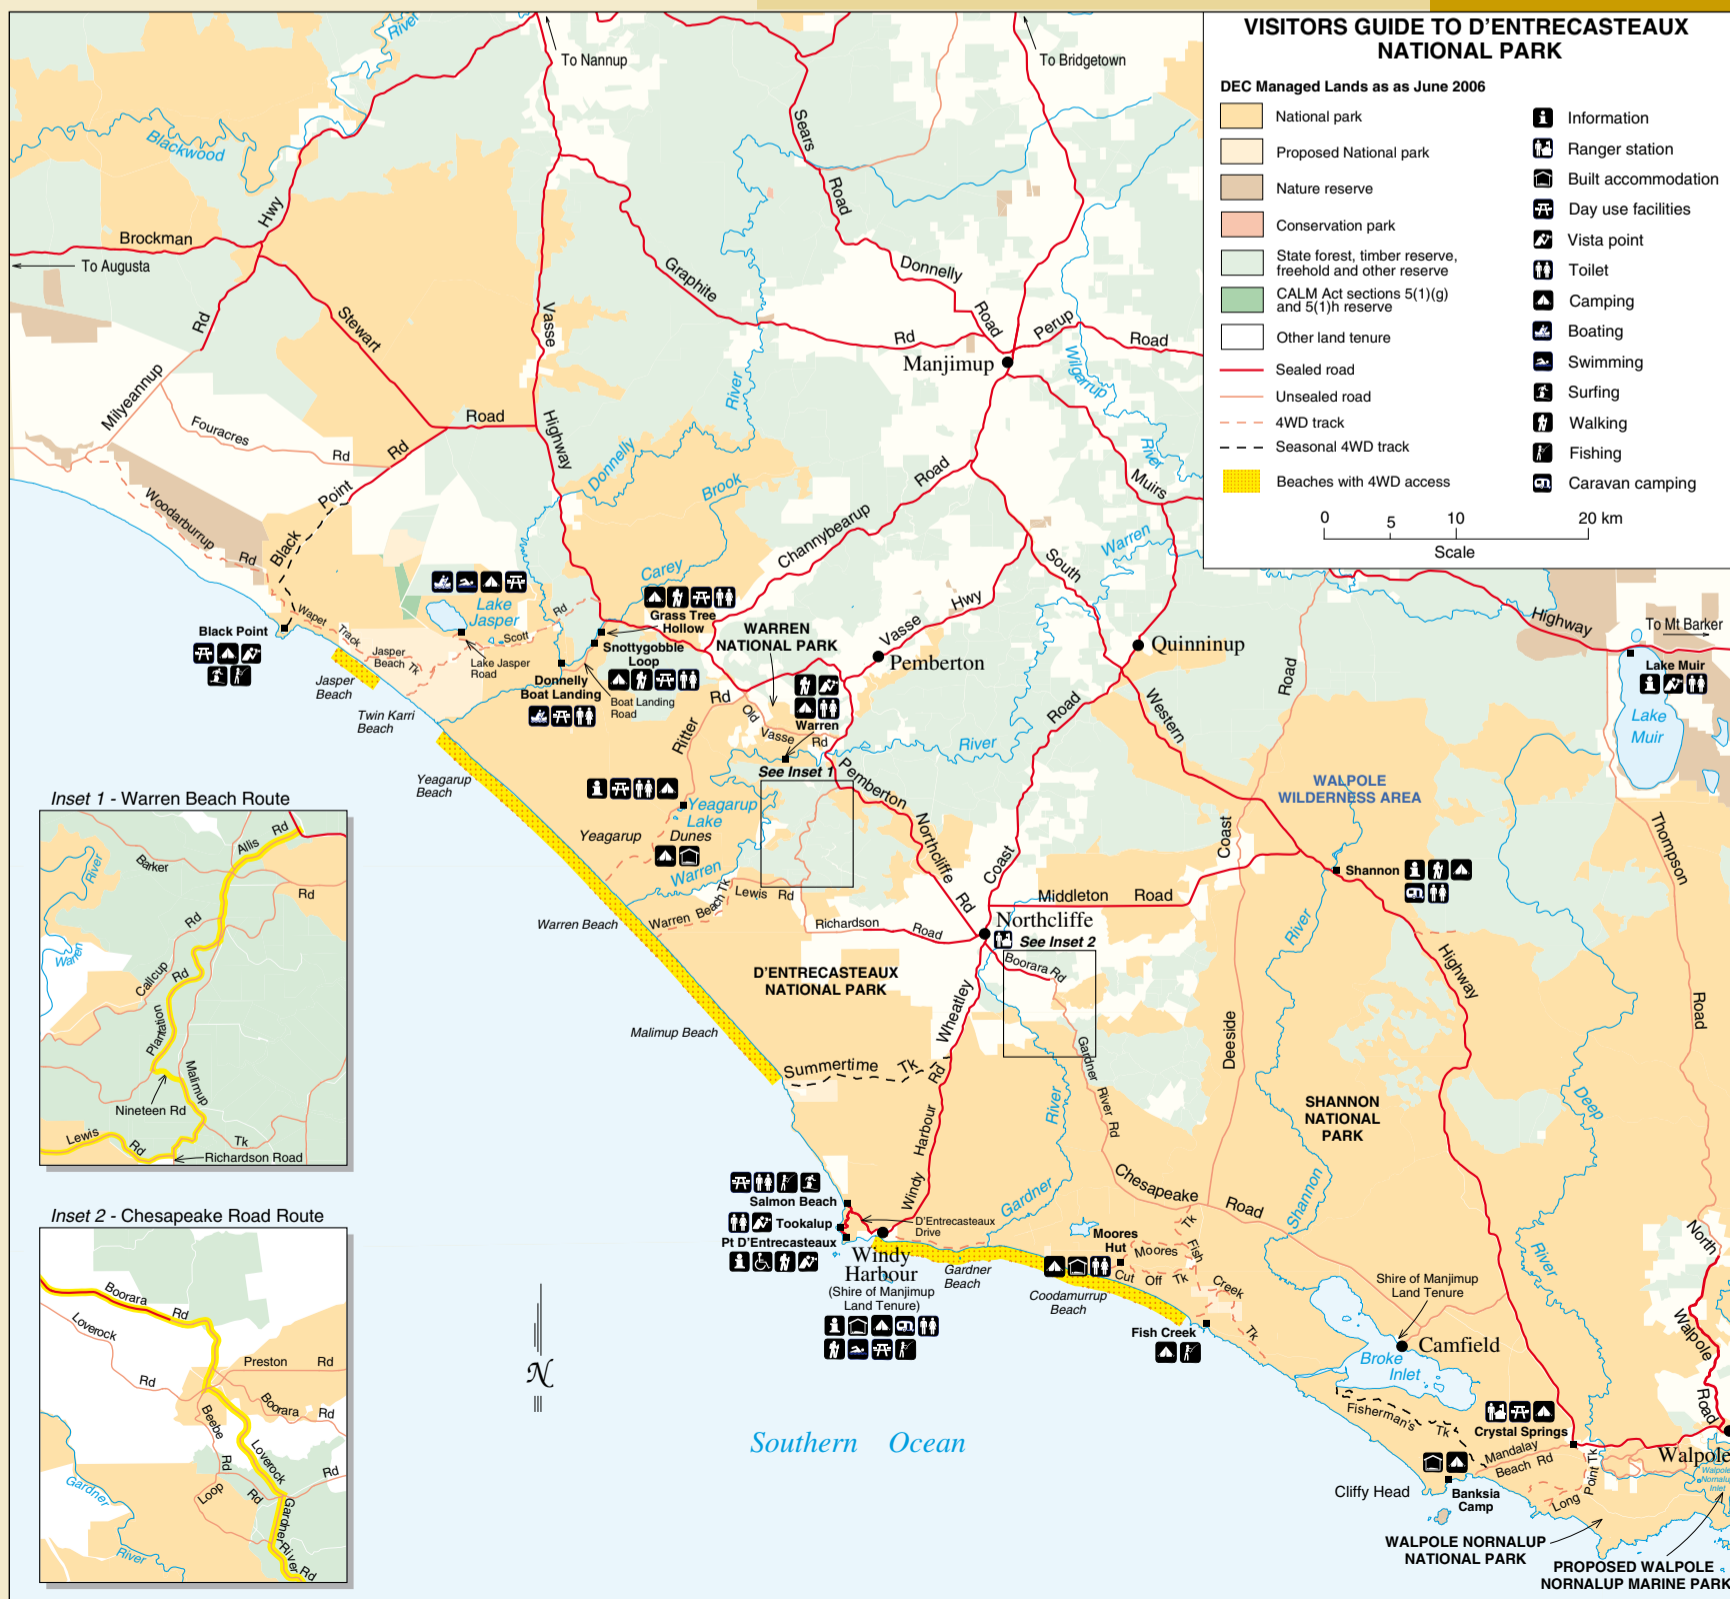 VISITORS GUIDE TO D'ENTRECASTEAUX
NATIONAL PARK
DEC Managed Lands as as June 2006
National park
Proposed National park
Nature reserve
Conservation park
State forest, timber reserve,
freehold and other reserve
CALM Act sections 5(1)(g)
and 5(1)h reserve
Other land tenure
Sealed road
Unsealed road
4WD track
Seasonal 4WD track
Beaches with 4WD access
Information
Ranger station
Built accommodation
Day use facilities
Vista point
Toilet
Camping
Boating
Swimming
Surfing
Walking
Fishing
Caravan camping
0 5 10 20 km
Scale
River
To Nannup
To Bridgetown
Blackwood
Sears
Road
Hwy
Brockman
To Augusta
Rd
Stewart
Vasse
Graphite
Donnelly
Road
Rd
Perup
Road
Manjimup
Wilgarrup
River
Milyeannup
Fouracres
Rd
Road
Rd
Highway
River
Donnelly
Brook
Road
Muirs
Woodarburrup
Rd
Point
Black
Channybearup
Warren
South
Carey
Hwy
Vasse
Lake
Jasper
Rd
Scott
Grass Tree
Hollow
Black Point
Wapet
Track
Jasper
Beach Tk
Lake Jasper
Road
Snottygobble
Loop
WARREN
NATIONAL PARK
Pemberton
Quinninup
Highway
To Mt Barker
Lake Muir
Lake
Muir
Jasper
Beach
Donnelly
Boat Landing
Boat Landing
Road
Rd
Old
Vasse
Rd
Warren
Twin Karri
Beach
Ritter
River
Road
Western
Road
See Inset 1
Yeagarup
Beach
Yeagarup
Lake
Pemberton
Northcliffe
Rd
WALPOLE
WILDERNESS AREA
Yeagarup Dunes
Warren
Coast
Coast
Thompson
Road
Shannon
Warren Beach Tk
Lewis Rd
Middleton Road
Warren Beach
Richardson
Road
Northcliffe
See Inset 2
Boorara Rd
River
Highway
D'ENTRECASTEAUX
NATIONAL PARK
Malimup Beach
Wheatley
Deeside
Gardner
River Rd
Summertime Tk
Rd
River
SHANNON
NATIONAL
PARK
Deep
Harbour
Windy
Gardner
Chesapeake
Road
Shannon
River
North
Walpole
Road
Salmon Beach
Tookalup
Pt D'Entrecasteaux
D'Entrecasteaux
Drive
Windy
Harbour
(Shire of Manjimup
Land Tenure)
Gardner
Beach
Moores
Hut
Moores
Cut Off Tk
Tk
Fish
Creek
Tk
Coodamurrup
Beach
Fish Creek
Shire of Manjimup
Land Tenure
Camfield
Broke
Inlet
Fisherman's
Tk
Crystal Springs
Mandalay
Beach Rd
Point Tk
Long
Walpole
Walpole
Nornalup
Inlet
Cliffy Head
Banksia
Camp
WALPOLE NORNALUP
NATIONAL PARK
PROPOSED WALPOLE
NORNALUP MARINE PARK
Southern Ocean
N
Inset 1 - Warren Beach Route
Allis Rd
Barker
River
Rd
Rd
Warren
Callcup
Rd
Plantation
Malimup
Nineteen Rd
Lewis
Rd
Tk
Richardson Road
Inset 2 - Chesapeake Road Route
Boorara
Rd
Loverock
Rd
Preston Rd
Boorara Rd
Beebe
Rd
Loverock
Rd
Rd
Loop
Gardner
River
Gardner
River
Rd